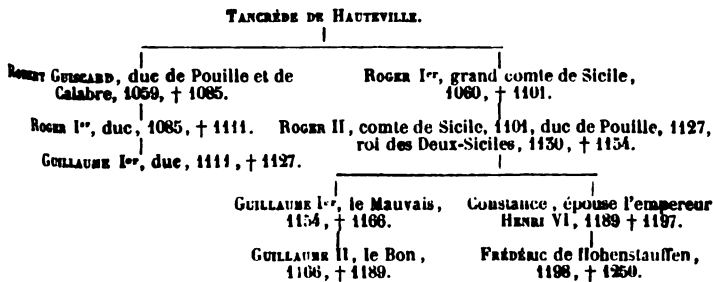 TANCRÈDE DE HAUTEVILLE.
ROBERT GUISCARD, duc de Pouille et de
Calabre, 1059, † 1085.
ROGER Ier, grand comte de Sicile,
1060, † 1101.
ROGER Ier, duc, 1085, † 1111.
GUILLAUME Ier, duc, 1111, † 1127.
ROGER II, comte de Sicile, 1101, duc de Pouille, 1127,
roi des Deux-Siciles, 1130, † 1154.
GUILLAUME Ier, le Mauvais,
1154, † 1166.
Constance, épouse l'empereur
HENRI VI, 1189 † 1197.
GUILLAUME II, le Bon,
1166, † 1189.
FRÉDÉRIC de Hohenstauffen,
1198, † 1250.